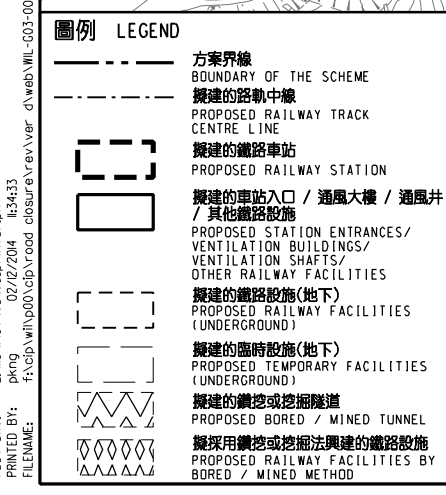 圖例 LEGEND
方案界線
BOUNDARY OF THE SCHEME
擬建的路軌中線
PROPOSED RAILWAY TRACK
CENTRE LINE
擬建的鐵路車站
PROPOSED RAILWAY STATION
擬建的車站入口 / 通風大樓 / 通風井
/ 其他鐵路設施
PROPOSED STATION ENTRANCES/
VENTILATION BUILDINGS/
VENTILATION SHAFTS/
OTHER RAILWAY FACILITIES
擬建的鐵路設施(地下)
PROPOSED RAILWAY FACILITIES
(UNDERGROUND)
擬建的臨時設施(地下)
PROPOSED TEMPORARY FACILITIES
(UNDERGROUND)
擬建的鑽挖或挖掘隧道
PROPOSED BORED / MINED TUNNEL
擬採用鑽挖或挖掘法興建的鐵路設施
PROPOSED RAILWAY FACILITIES BY
BORED / MINED METHOD
PRINTED BY: pkng 02/12/2014 11:34:33
FILENAME: f:\cip\wil\p00\cip\road closure\rev\ver d\web\WIL-G03-00